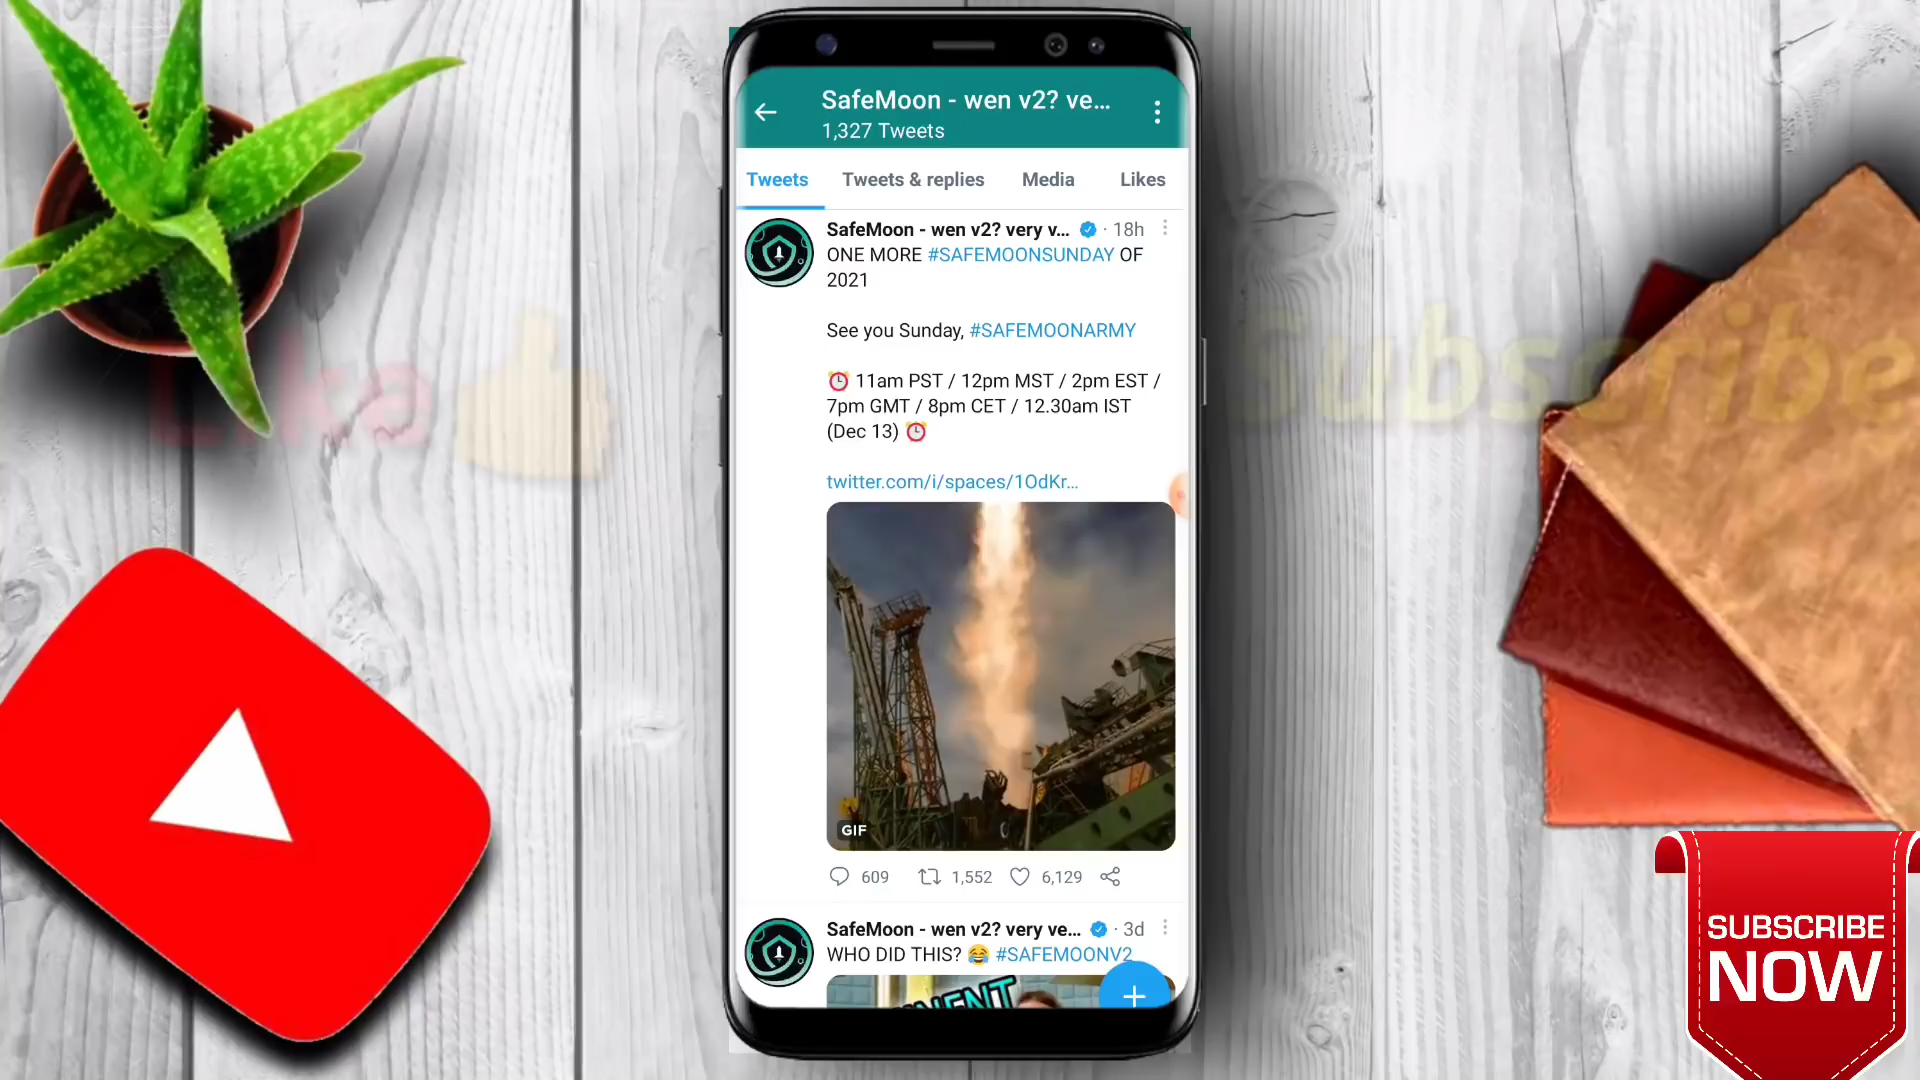 SafeMoon - wen v2? ve...
1,327 Tweets
Tweets Tweets & replies Media Likes
SafeMoon - wen v2? very v... · 18h
ONE MORE #SAFEMOONSUNDAY OF
2021
See you Sunday, #SAFEMOONARMY
⏰ 11am PST / 12pm MST / 2pm EST /
7pm GMT / 8pm CET / 12.30am IST
(Dec 13) ⏰
twitter.com/i/spaces/1OdKr...
GIF
609 1,552 6,129
SafeMoon - wen v2? very ve... · 3d
WHO DID THIS? 😂 #SAFEMOONV2
Like
Subscribe
SUBSCRIBE
NOW